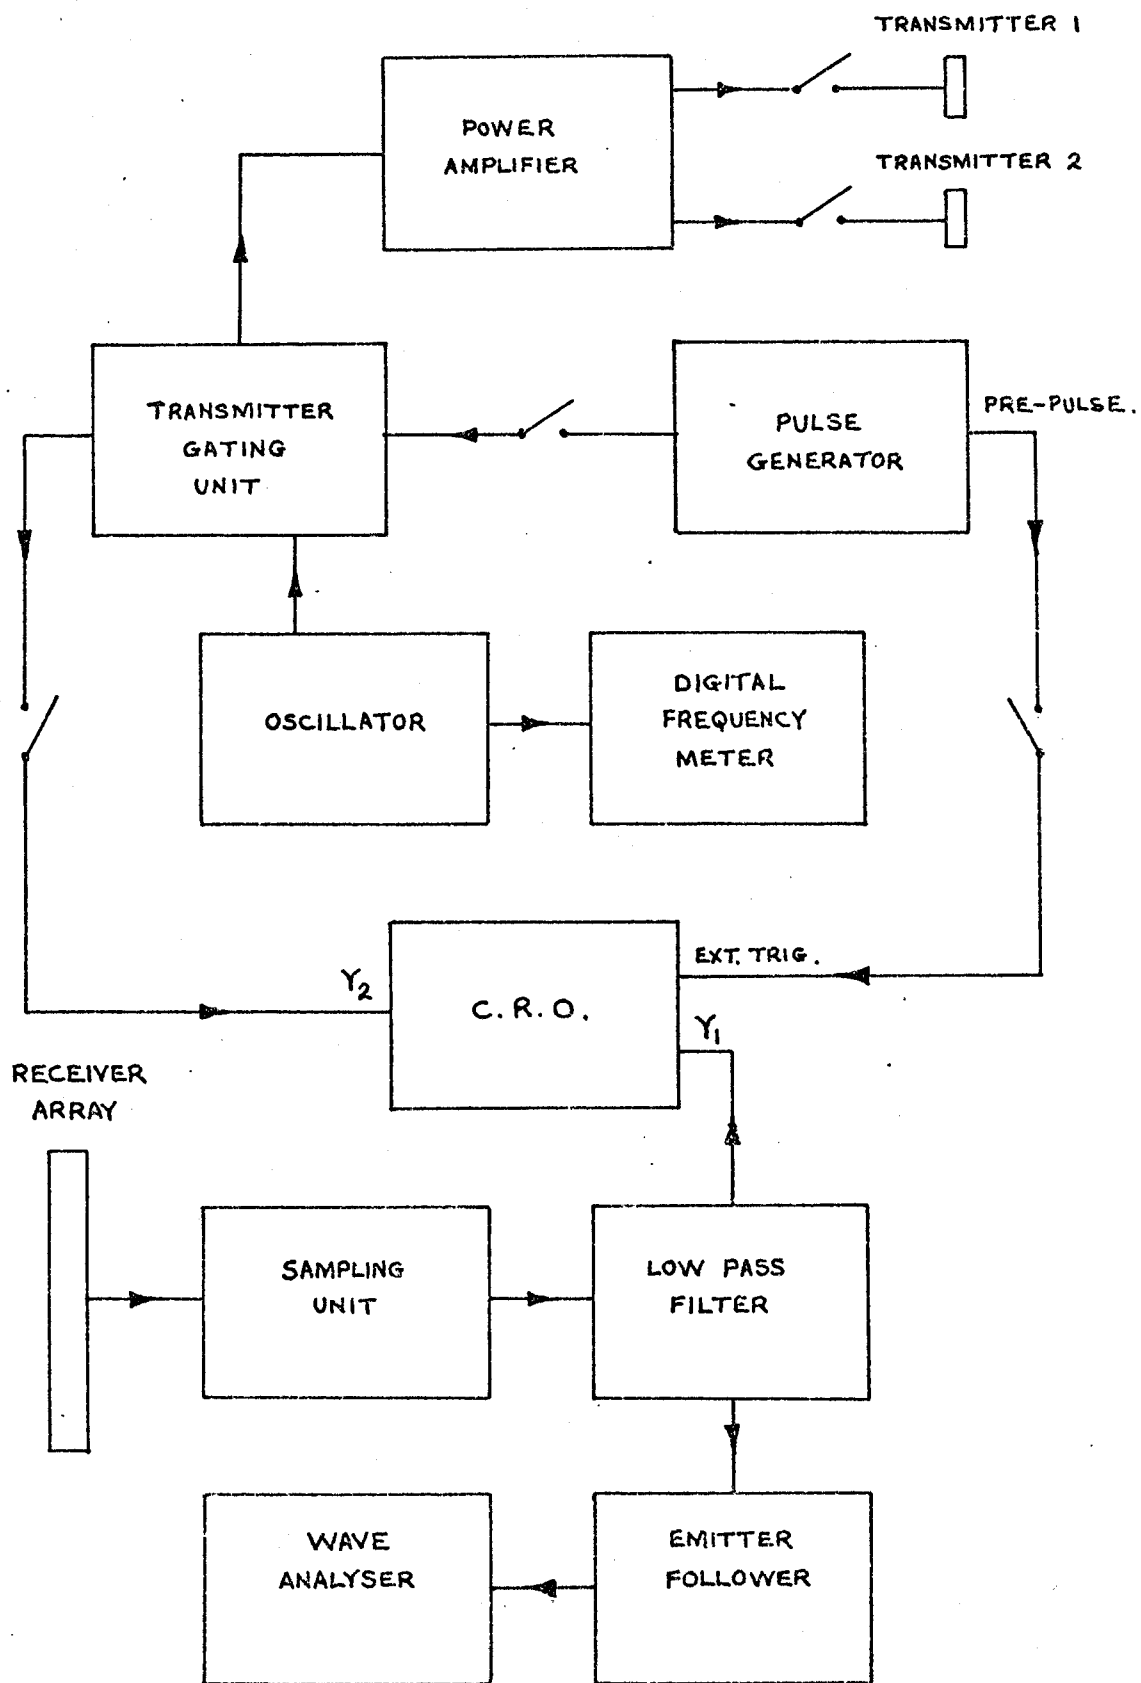 TRANSMITTER 1
POWER
AMPLIFIER
TRANSMITTER 2
TRANSMITTER
GATING
UNIT
PULSE
GENERATOR
PRE-PULSE.
OSCILLATOR
DIGITAL
FREQUENCY
METER
EXT. TRIG.
Y2
C.R.O.
Y1
RECEIVER
ARRAY
SAMPLING
UNIT
LOW PASS
FILTER
WAVE
ANALYSER
EMITTER
FOLLOWER